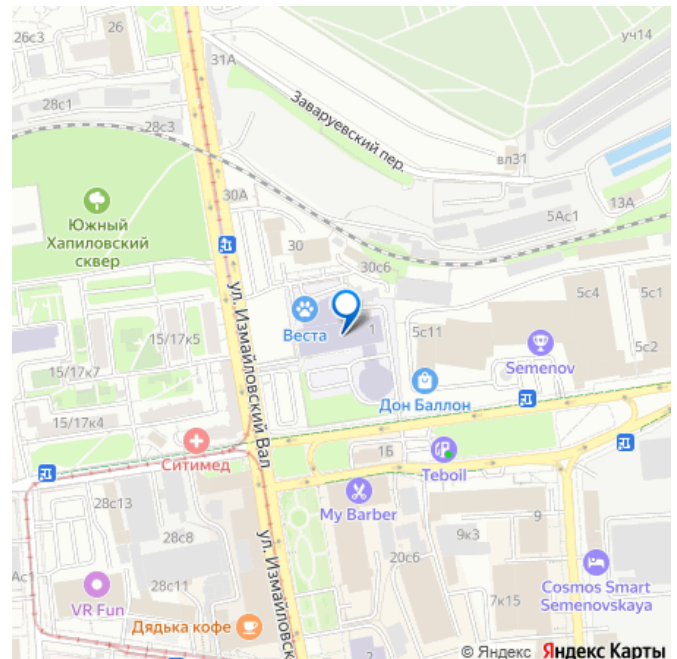 26с3
26
уч14
31А
28с1
Заваруевский пер.
28с3
вл31
30А
13А
Южный
Хапиловский
сквер
5Ас1
30
30с6
ул. Измайловский Вал
Веста
1
5с4
5с1
15/17к5
5с11
5с2
Semenov
15/17к7
Дон Баллон
15/17к4
Ситимед
1Б
Teboil
28с13
My Barber
9
28с8
9к3
20с6
Ас1
28с11
VR Fun
ул. Измайловск
7к15
Cosmos Smart
Semenovskaya
Дядька кофе
2
© Яндекс Яндекс Карты